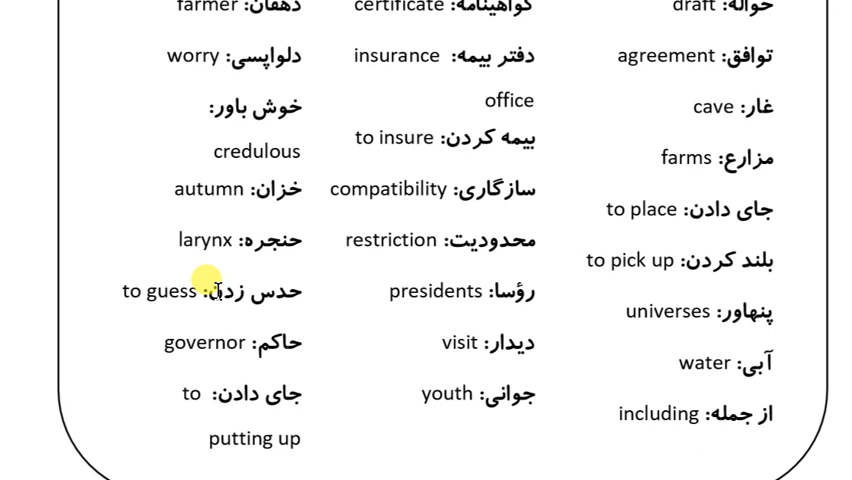 حواله: draft
توافق: agreement
غار: cave
مزارع: farms
جای دادن: to place
بلند کردن: to pick up
پنهاور: universes
آبی: water
از جمله: including
گواهینامه: certificate
دفتر بیمه: insurance
office
بیمه کردن: to insure
سازگاری: compatibility
محدودیت: restriction
رؤسا: presidents
دیدار: visit
جوانی: youth
دهقان: farmer
دلواپسی: worry
خوش باور:
credulous
خزان: autumn
حنجره: larynx
حدس زدن: to guess
حاکم: governor
جای دادن: to
putting up